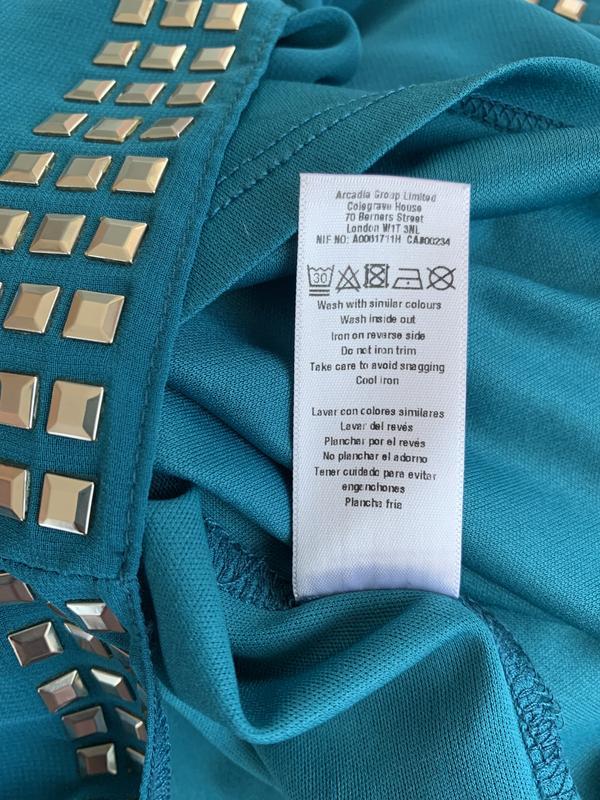 Arcadia Group Limited
Colegrave House
70 Berners Street
London W1T 3NL
NIF NO: A0061711H CA#00234
30
Wash with similar colours
Wash inside out
Iron on reverse side
Do not iron trim
Take care to avoid snagging
Cool iron
Lavar con colores similares
Lavar del revés
Planchar por el revés
No planchar el adorno
Tener cuidado para evitar
enganchones
Plancha fria